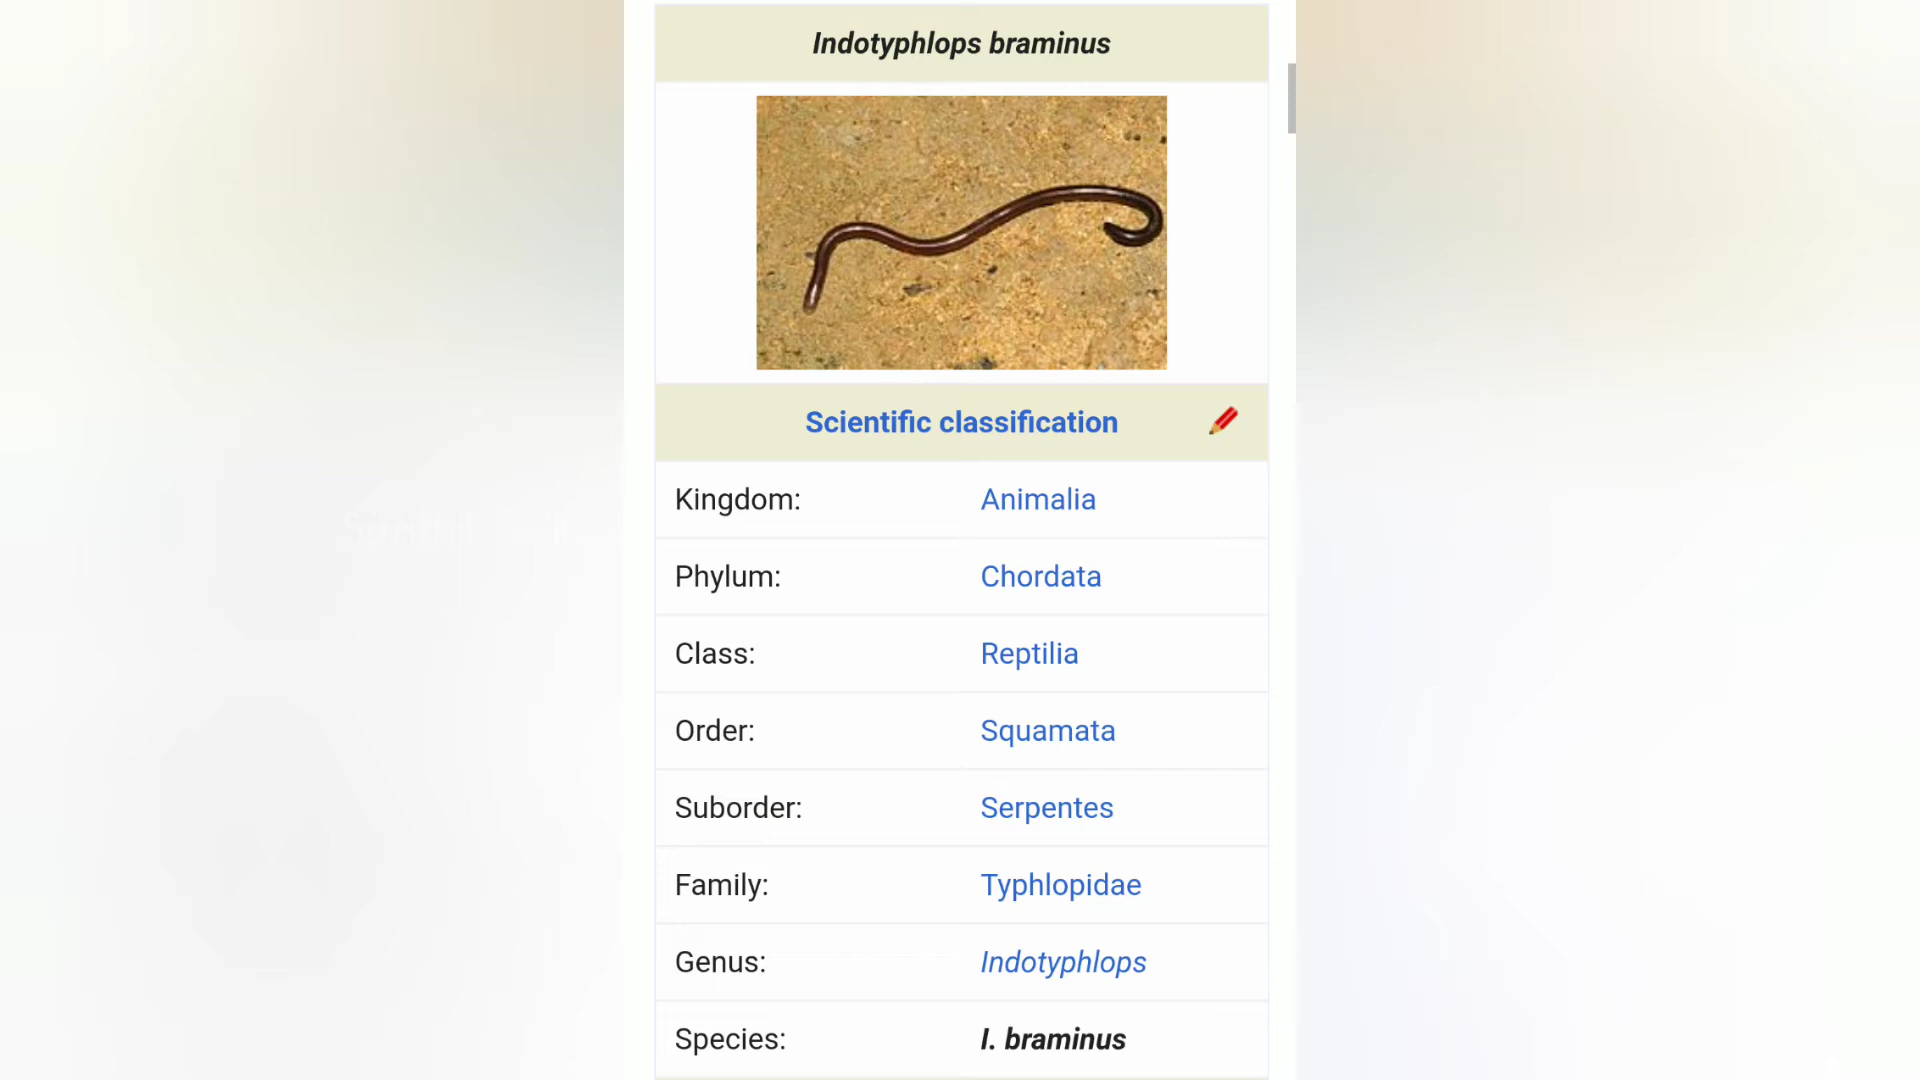 Indotyphlops braminus
Scientific classification
Kingdom: Animalia
Phylum: Chordata
Class: Reptilia
Order: Squamata
Suborder: Serpentes
Family: Typhlopidae
Genus: Indotyphlops
Species: I. braminus